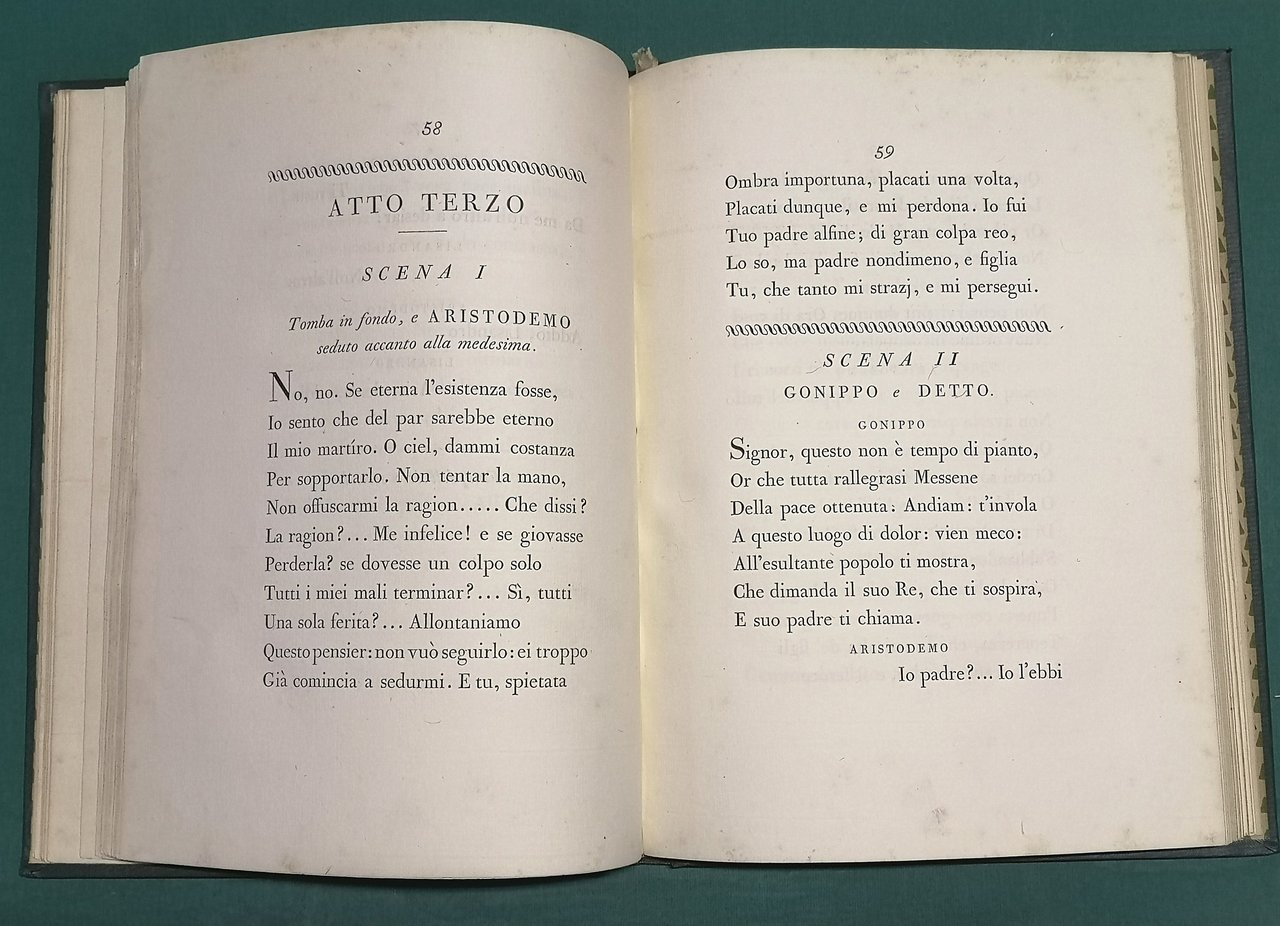 58
ATTO TERZO
SCENA I
Tomba in fondo, e ARISTODEMO
seduto accanto alla medesima.
No, no. Se eterna l'esistenza fosse,
Io sento che del par sarebbe eterno
Il mio martíro. O ciel, dammi costanza
Per sopportarlo. Non tentar la mano,
Non offuscarmi la ragion..... Che dissi?
La ragion?... Me infelice! e se giovasse
Perderla? se dovesse un colpo solo
Tutti i miei mali terminar?... Sì, tutti
Una sola ferita?... Allontaniamo
Questo pensier: non vuò seguirlo: ei troppo
Già comincia a sedurmi. E tu, spietata
59
Ombra importuna, placati una volta,
Placati dunque, e mi perdona. Io fui
Tuo padre alfine; di gran colpa reo,
Lo so, ma padre nondimeno, e figlia
Tu, che tanto mi strazj, e mi persegui.
SCENA II
GONIPPO e DETTO.
GONIPPO
Signor, questo non è tempo di pianto,
Or che tutta rallegrasi Messene
Della pace ottenuta. Andiam: t'invola
A questo luogo di dolor: vien meco:
All'esultante popolo ti mostra,
Che dimanda il suo Re, che ti sospira,
E suo padre ti chiama.
ARISTODEMO
Io padre?... Io l'ebbi